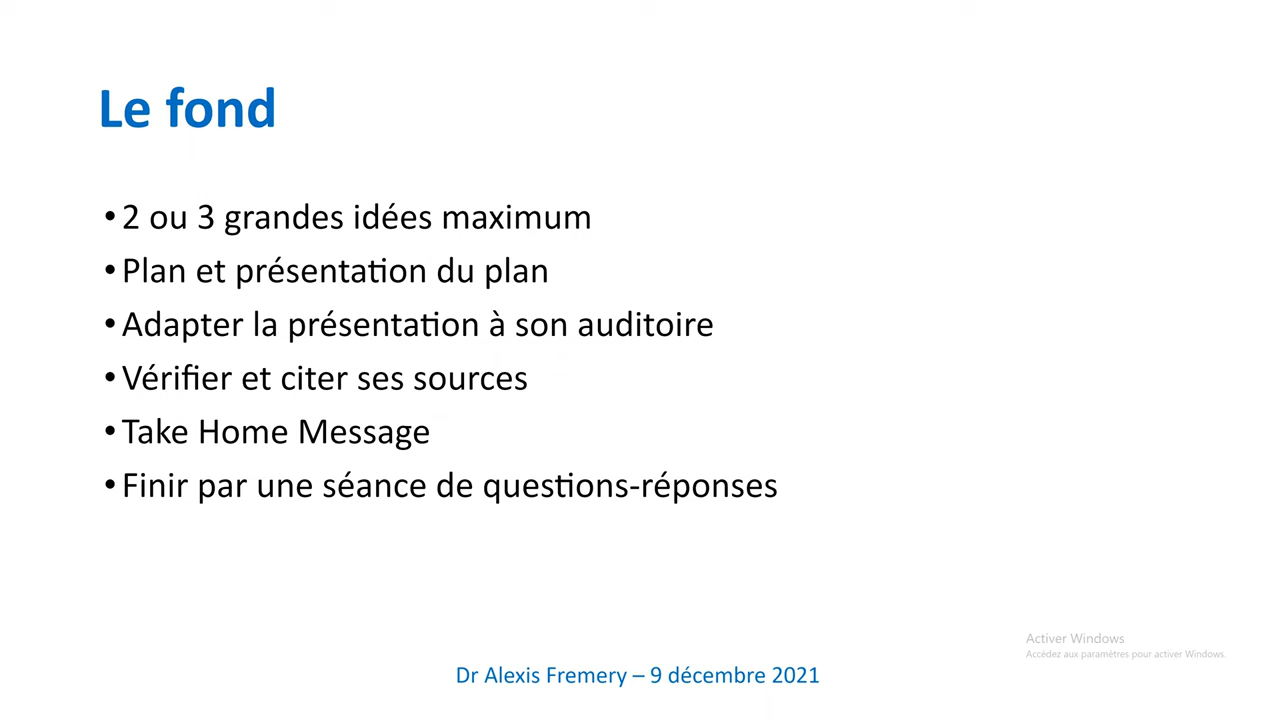 Le fond
• 2 ou 3 grandes idées maximum
• Plan et présentation du plan
• Adapter la présentation à son auditoire
• Vérifier et citer ses sources
• Take Home Message
• Finir par une séance de questions-réponses
Activer Windows
Accédez aux paramètres pour activer Windows.
Dr Alexis Fremery – 9 décembre 2021